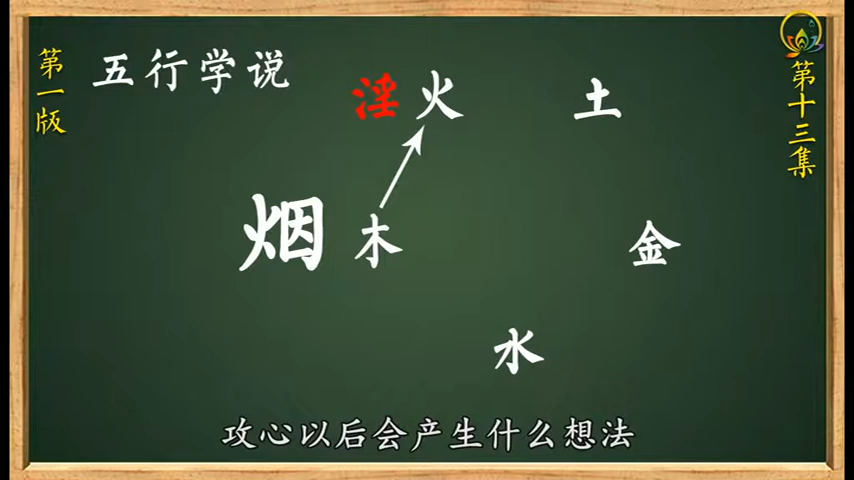 第一版
五行学说
第十三集
淫火
土
烟木
金
水
攻心以后会产生什么想法